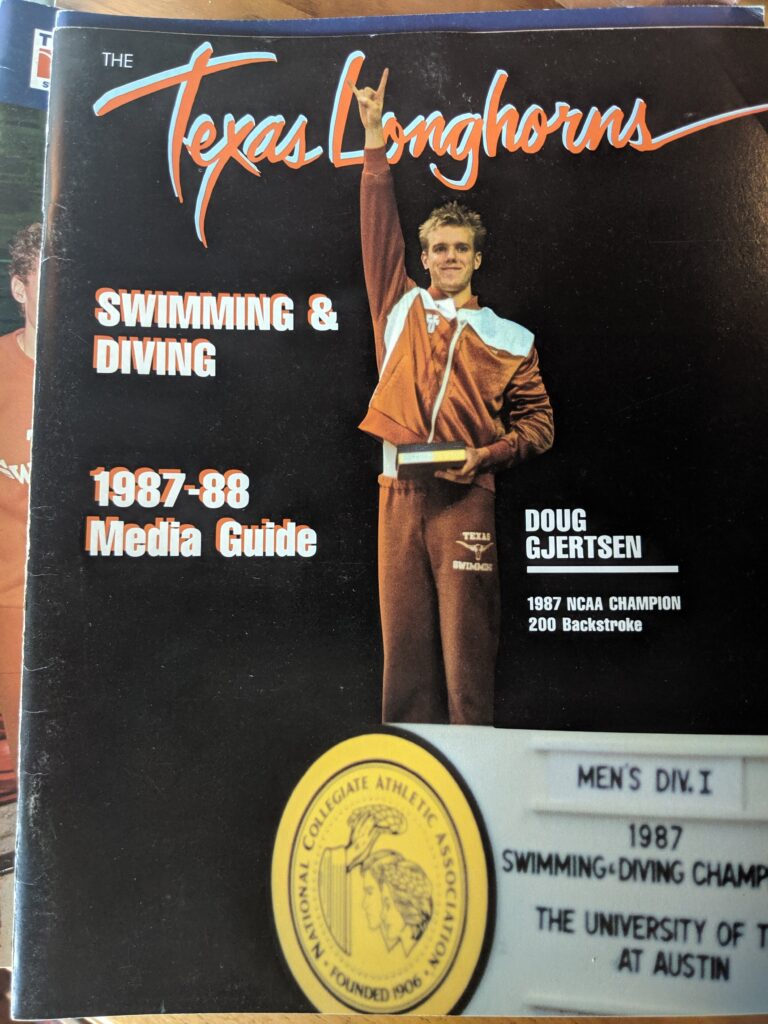 THE
Texas Longhorns
SWIMMING &
DIVING
1987-88
Media Guide
TEXAS
SWIMMING
DOUG
GJERTSEN
1987 NCAA CHAMPION
200 Backstroke
NATIONAL COLLEGIATE ATHLETIC ASSOCIATION
FOUNDED 1906
MEN'S DIV. I
1987
SWIMMING & DIVING CHAMP
THE UNIVERSITY OF T
AT AUSTIN